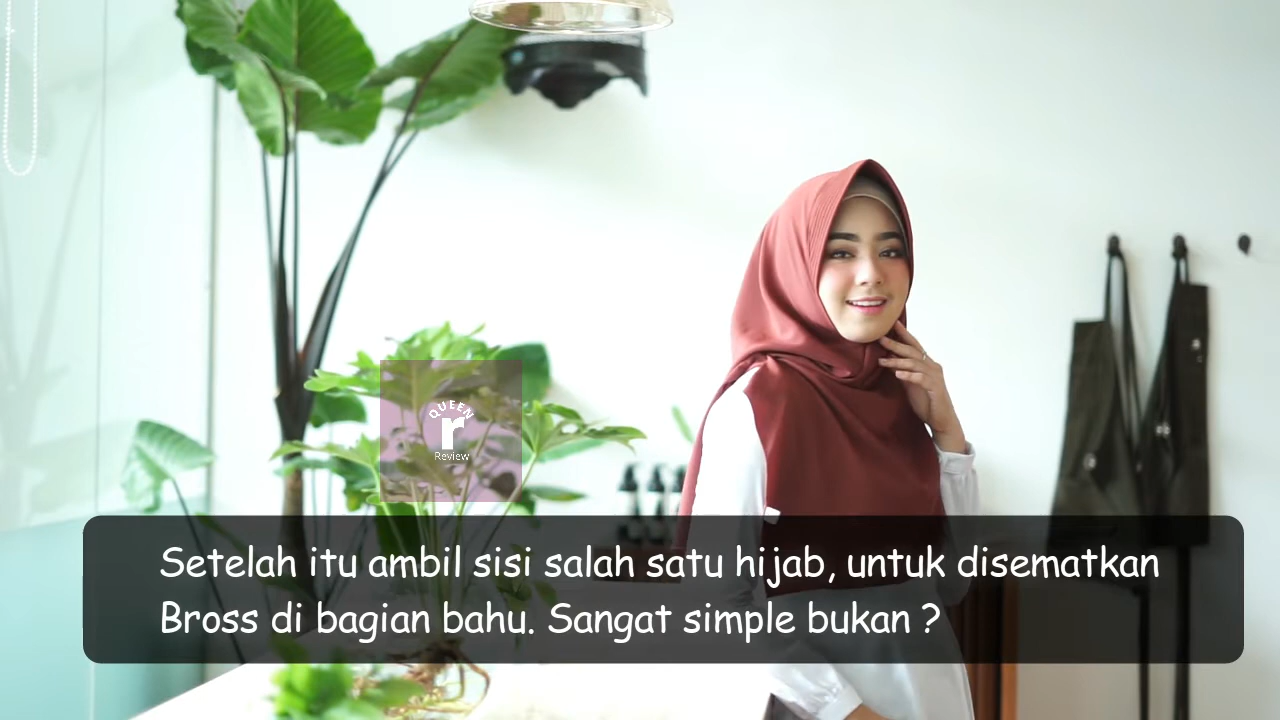 QUEEN
r
Review
Setelah itu ambil sisi salah satu hijab, untuk disematkan
Bross di bagian bahu. Sangat simple bukan ?